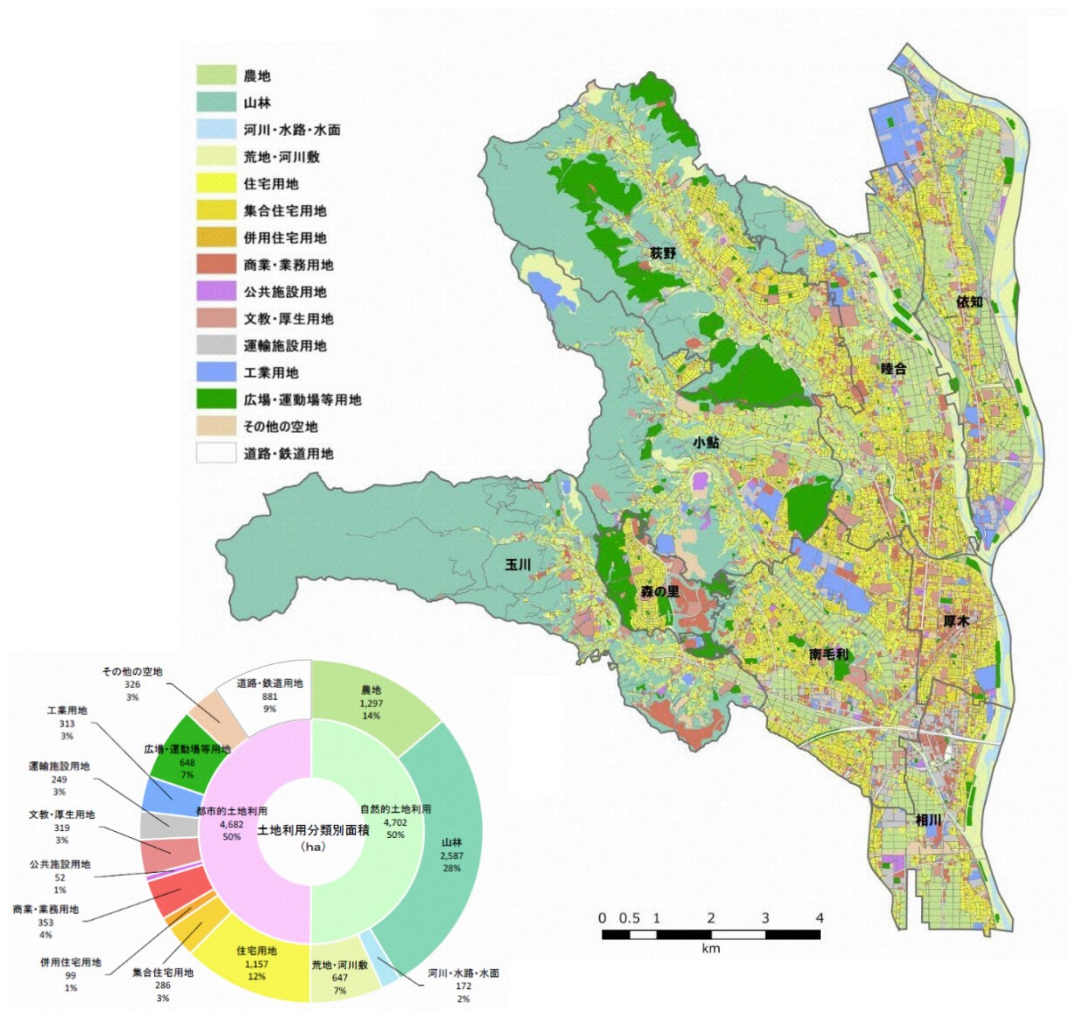 農地
山林
河川・水路・水面
荒地・河川敷
住宅用地
集合住宅用地
併用住宅用地
商業・業務用地
公共施設用地
文教・厚生用地
運輸施設用地
工業用地
広場・運動場等用地
その他の空地
道路・鉄道用地
荻野
依知
睦合
小鮎
玉川
森の里
厚木
南毛利
相川
0 0.5 1 2 3 4
km
その他の空地
326
3%
道路・鉄道用地
881
9%
農地
1,297
14%
工業用地
313
3%
広場・運動場等用地
648
7%
運輸施設用地
249
3%
都市的土地利用
4,682
50%
自然的土地利用
4,702
50%
土地利用分類別面積
(ha)
文教・厚生用地
319
3%
山林
2,587
28%
公共施設用地
52
1%
商業・業務用地
353
4%
併用住宅用地
99
1%
集合住宅用地
286
3%
住宅用地
1,157
12%
荒地・河川敷
647
7%
河川・水路・水面
172
2%